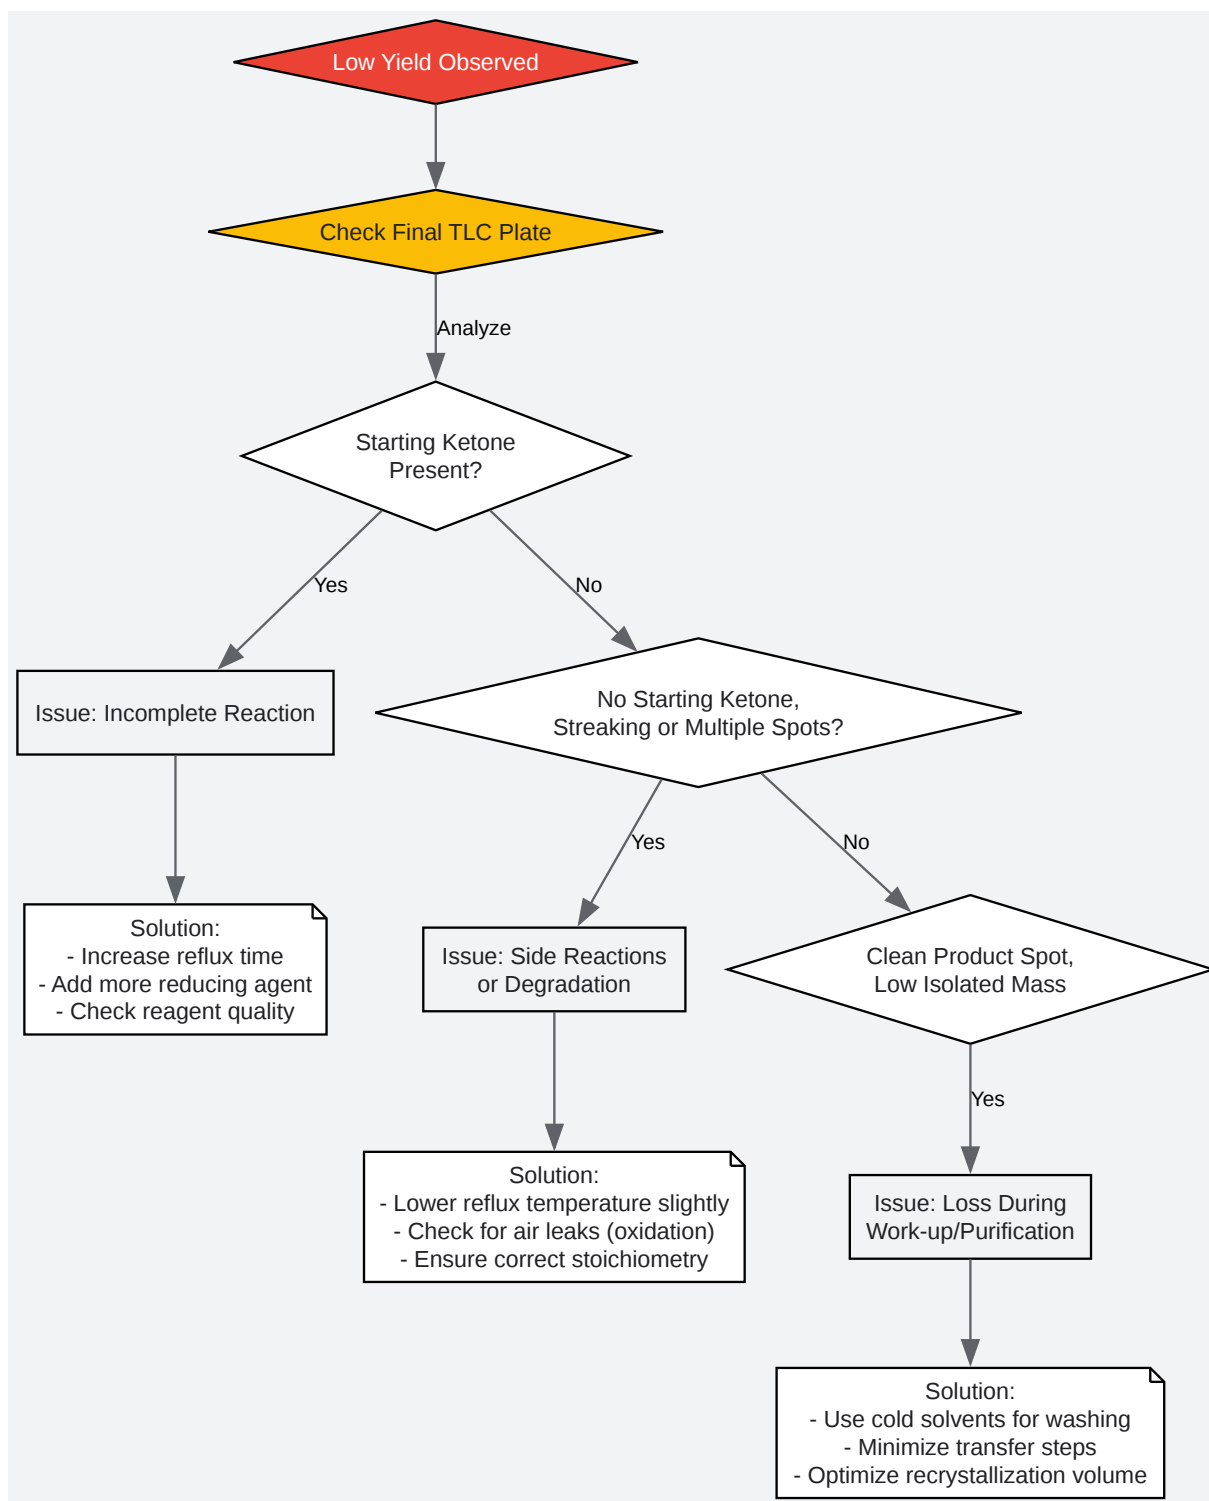 Low Yield Observed
Check Final TLC Plate
Analyze
Starting Ketone
Present?
Yes
No
Issue: Incomplete Reaction
No Starting Ketone,
Streaking or Multiple Spots?
Yes
No
Solution:
- Increase reflux time
- Add more reducing agent
- Check reagent quality
Issue: Side Reactions
or Degradation
Clean Product Spot,
Low Isolated Mass
Yes
Solution:
- Lower reflux temperature slightly
- Check for air leaks (oxidation)
- Ensure correct stoichiometry
Issue: Loss During
Work-up/Purification
Solution:
- Use cold solvents for washing
- Minimize transfer steps
- Optimize recrystallization volume